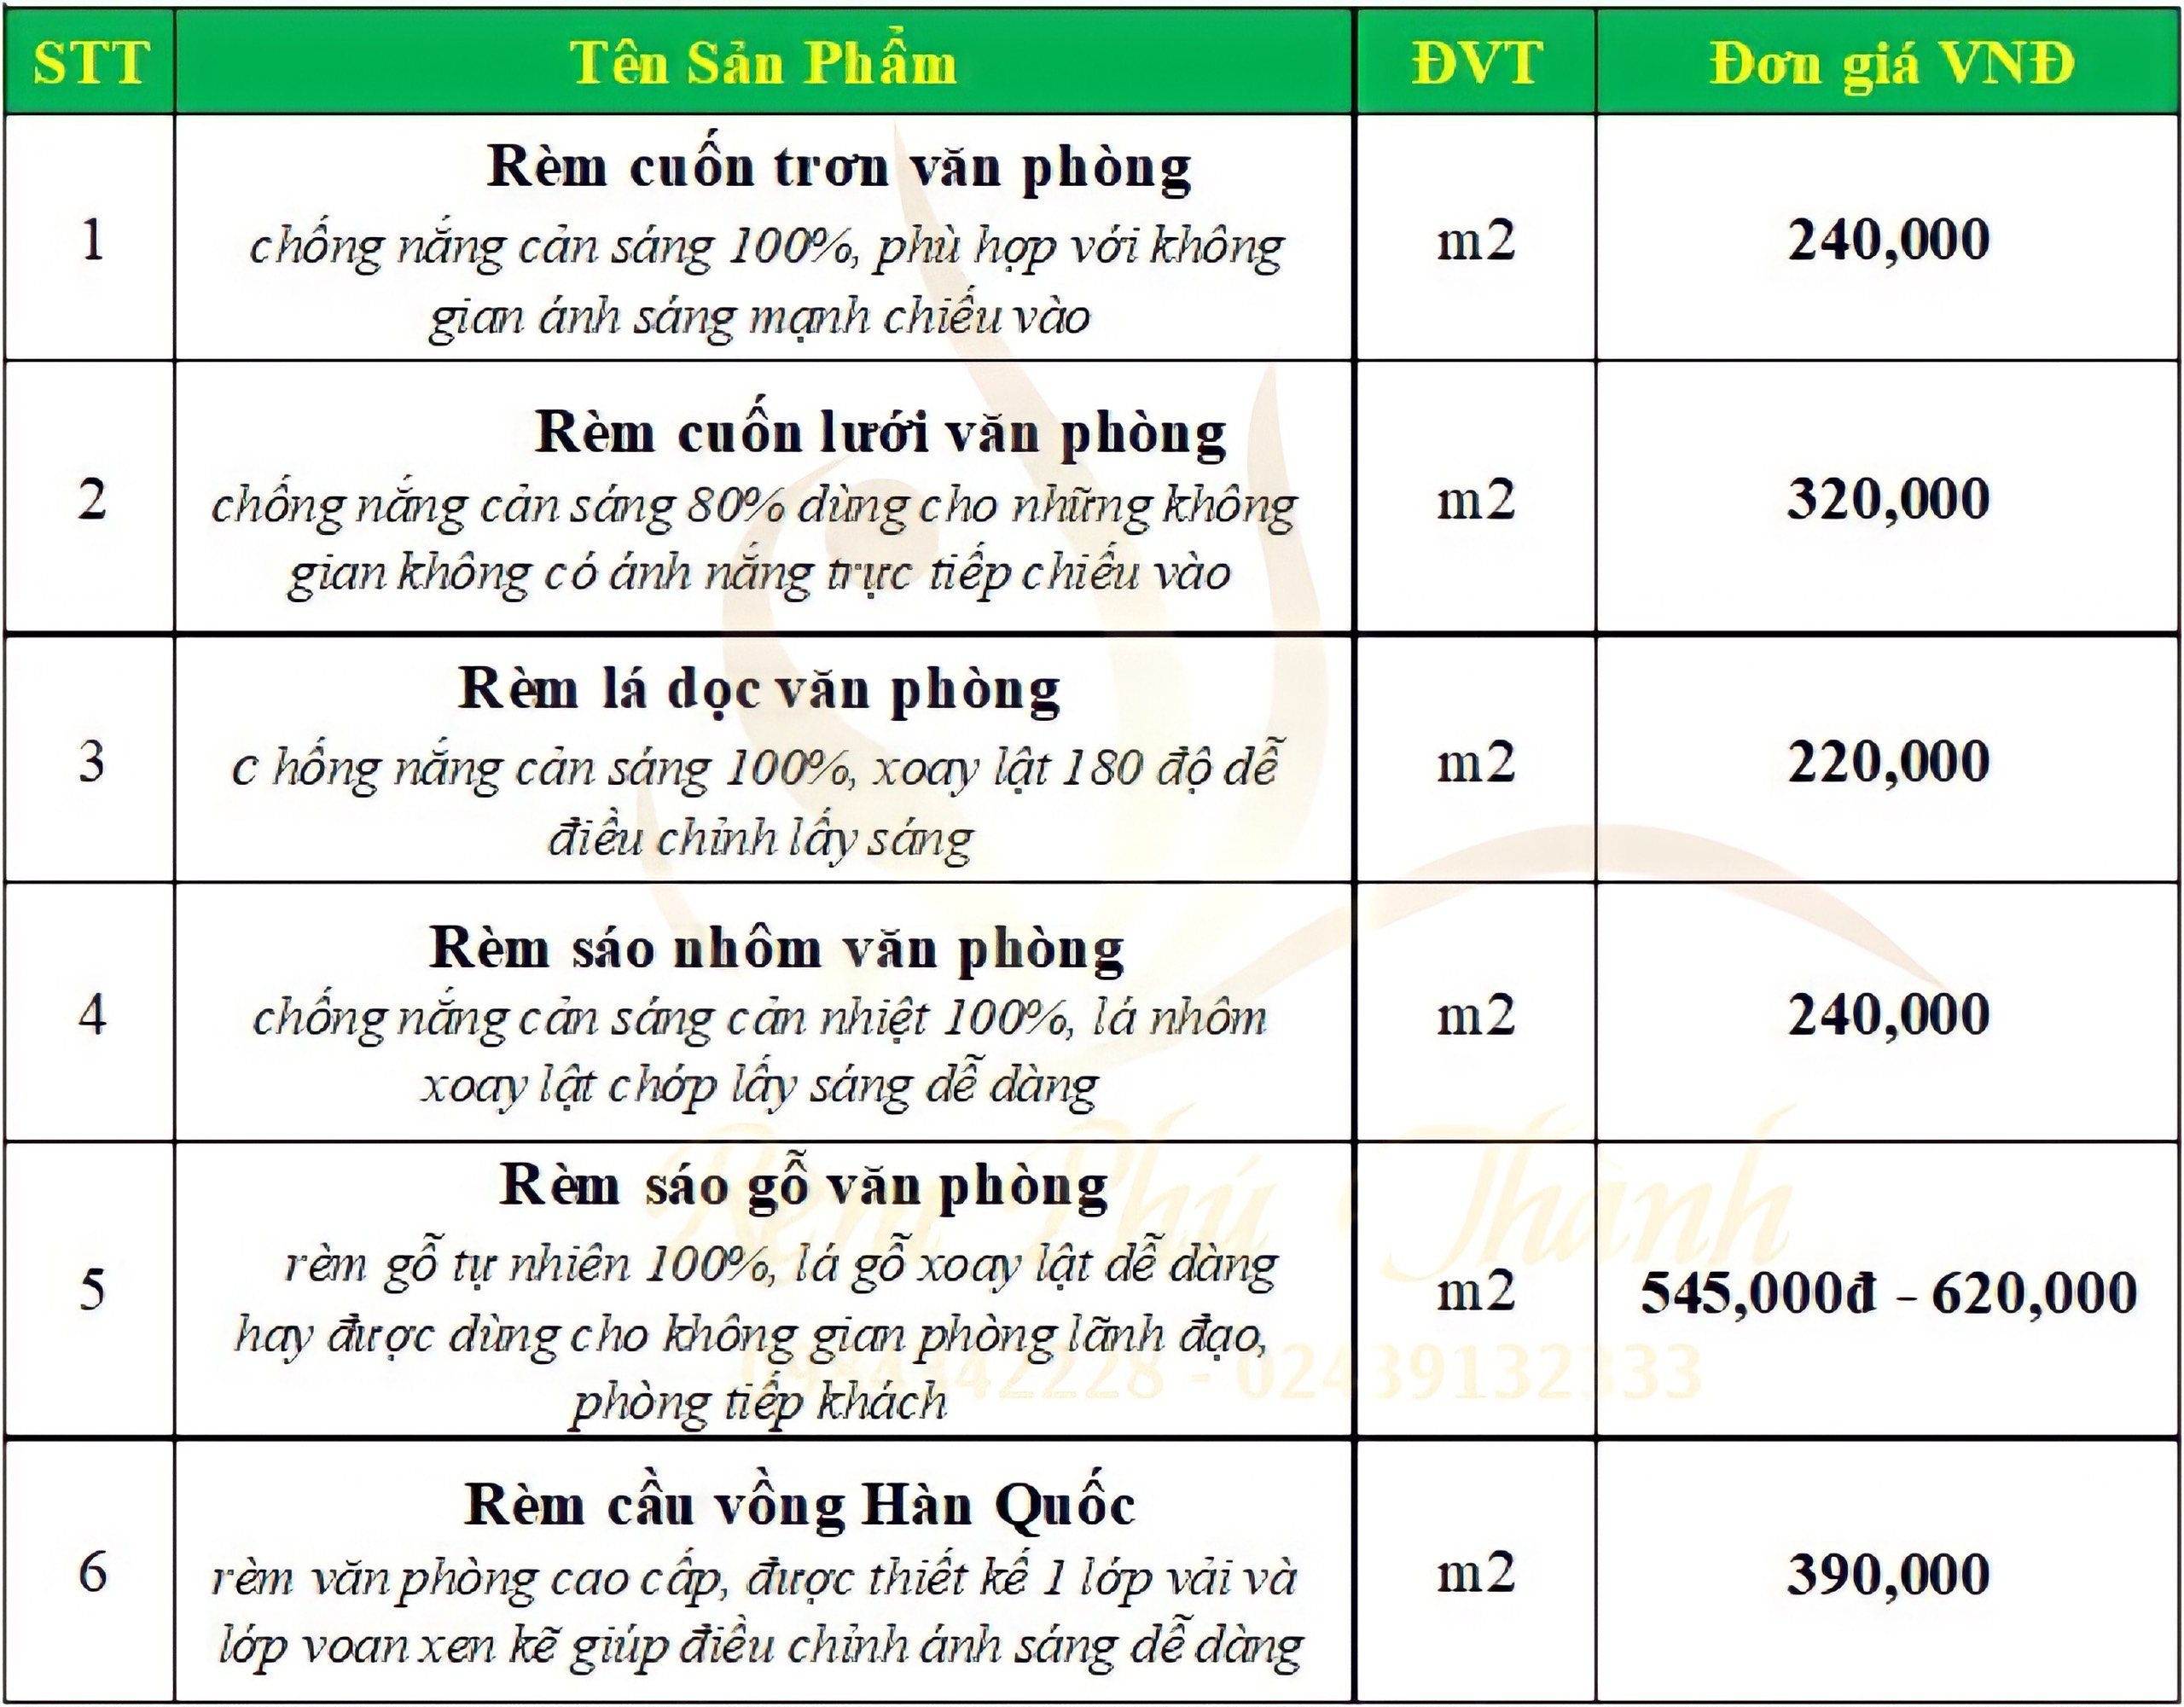 STT Tên Sản Phẩm ĐVT Đơn giá VNĐ
Rèm cuốn trơn văn phòng
1 chống nắng cản sáng 100%, phù hợp với không m2 240,000
gian ánh sáng mạnh chiếu vào
Rèm cuốn lưới văn phòng
2 chống nắng cản sáng 80% dùng cho những không m2 320,000
gian không có ánh nắng trực tiếp chiếu vào
Rèm lá dọc văn phòng
3 c hống nắng cản sáng 100%, xoay lật 180 độ dễ m2 220,000
điều chỉnh lấy sáng
Rèm sáo nhôm văn phòng
4 chống nắng cản sáng cản nhiệt 100%, lá nhôm m2 240,000
xoay lật chớp lấy sáng dễ dàng
Rèm Phú Thành
Rèm sáo gỗ văn phòng
rèm gỗ tự nhiên 100%, lá gỗ xoay lật dễ dàng
5 hay được dùng cho không gian phòng lãnh đạo, m2 545,000đ - 620,000
phòng tiếp khách
- 02439132333
Rèm cầu vồng Hàn Quốc
6 rèm văn phòng cao cấp, được thiết kế 1 lớp vải và m2 390,000
lớp voan xen kẽ giúp điều chỉnh ánh sáng dễ dàng